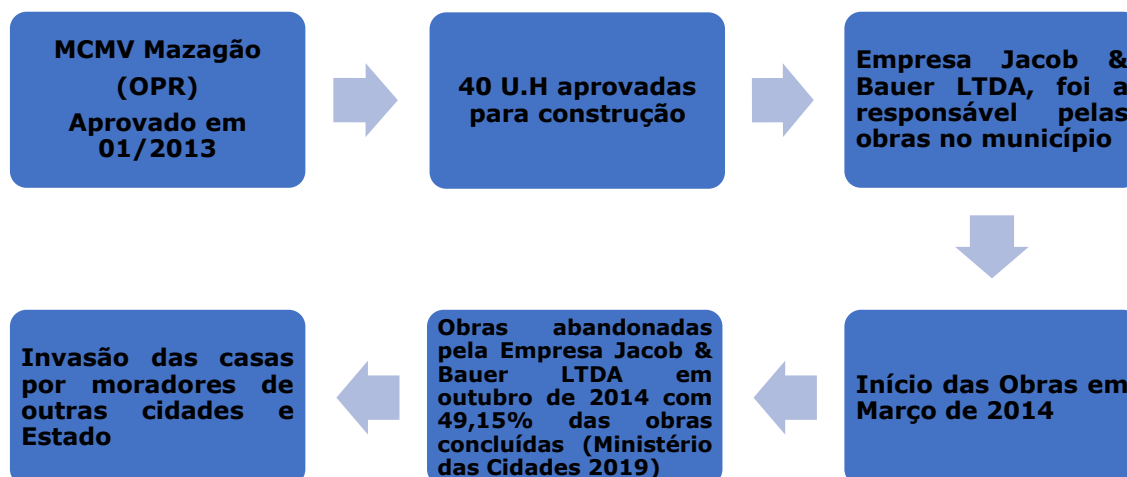 MCMV Mazagão
(OPR)
Aprovado em
01/2013
40 U.H aprovadas
para construção
Empresa Jacob &
Bauer LTDA, foi a
responsável pelas
obras no município
Início das Obras em
Março de 2014
Obras abandonadas
pela Empresa Jacob &
Bauer LTDA em
outubro de 2014 com
49,15% das obras
concluídas (Ministério
das Cidades 2019)
Invasão das casas
por moradores de
outras cidades e
Estado